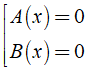 A(x) = 0
B(x) = 0